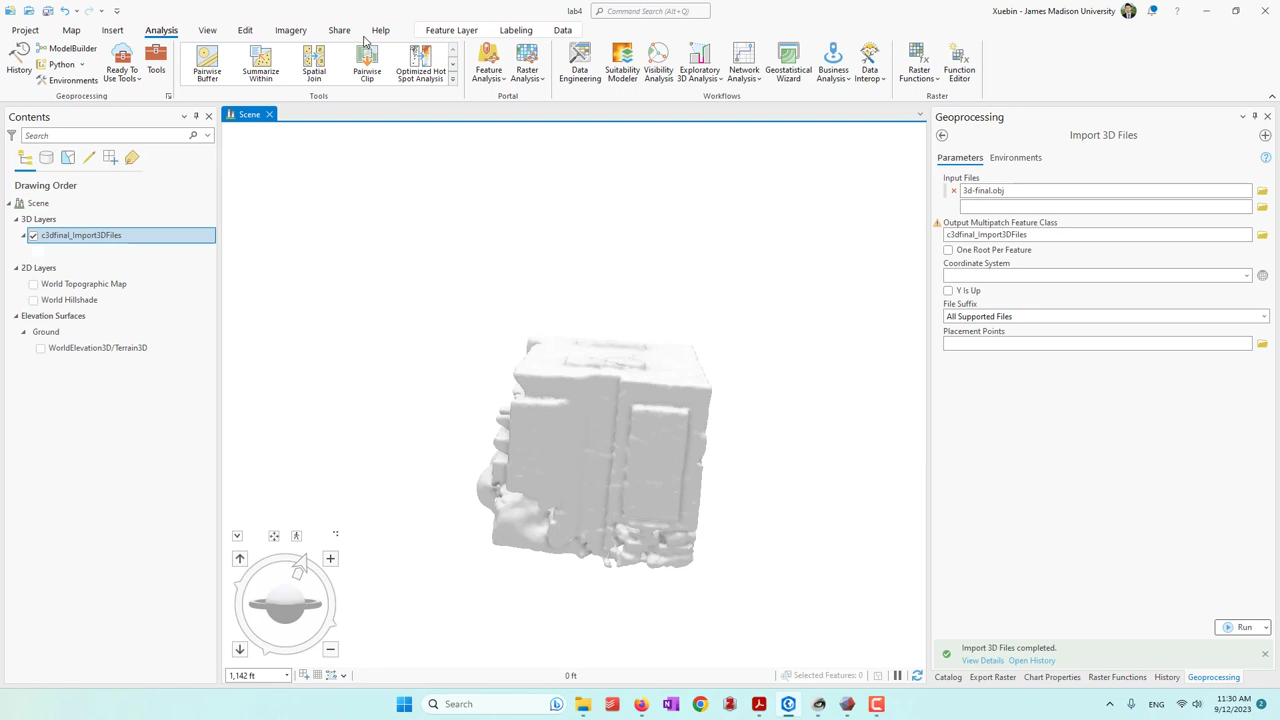 lab4
Command Search (Alt+Q)
Xuebin - James Madison University
Project
Map
Insert
Analysis
View
Edit
Imagery
Share
Help
Feature Layer
Labeling
Data
History
ModelBuilder
Python
Environments
Ready To Use Tools
Tools
Pairwise Buffer
Summarize Within
Spatial Join
Pairwise Clip
Optimized Hot Spot Analysis
Feature Analysis
Raster Analysis
Data Engineering
Suitability Modeler
Visibility Analysis
Exploratory 3D Analysis
Network Analysis
Geostatistical Wizard
Business Analysis
Data Interop
Raster Functions
Function Editor
Geoprocessing
Tools
Portal
Workflows
Raster
Contents
Search
Drawing Order
Scene
3D Layers
c3dfinal_Import3DFiles
2D Layers
World Topographic Map
World Hillshade
Elevation Surfaces
Ground
WorldElevation3D/Terrain3D
Scene
1,142 ft
0 ft
Selected Features: 0
Geoprocessing
Import 3D Files
Parameters
Environments
Input Files
3d-final.obj
Output Multipatch Feature Class
c3dfinal_Import3DFiles
One Root Per Feature
Coordinate System
Y Is Up
File Suffix
All Supported Files
Placement Points
Run
Import 3D Files completed.
View Details Open History
Catalog
Export Raster
Chart Properties
Raster Functions
History
Geoprocessing
Search
ENG
11:30 AM
9/12/2023